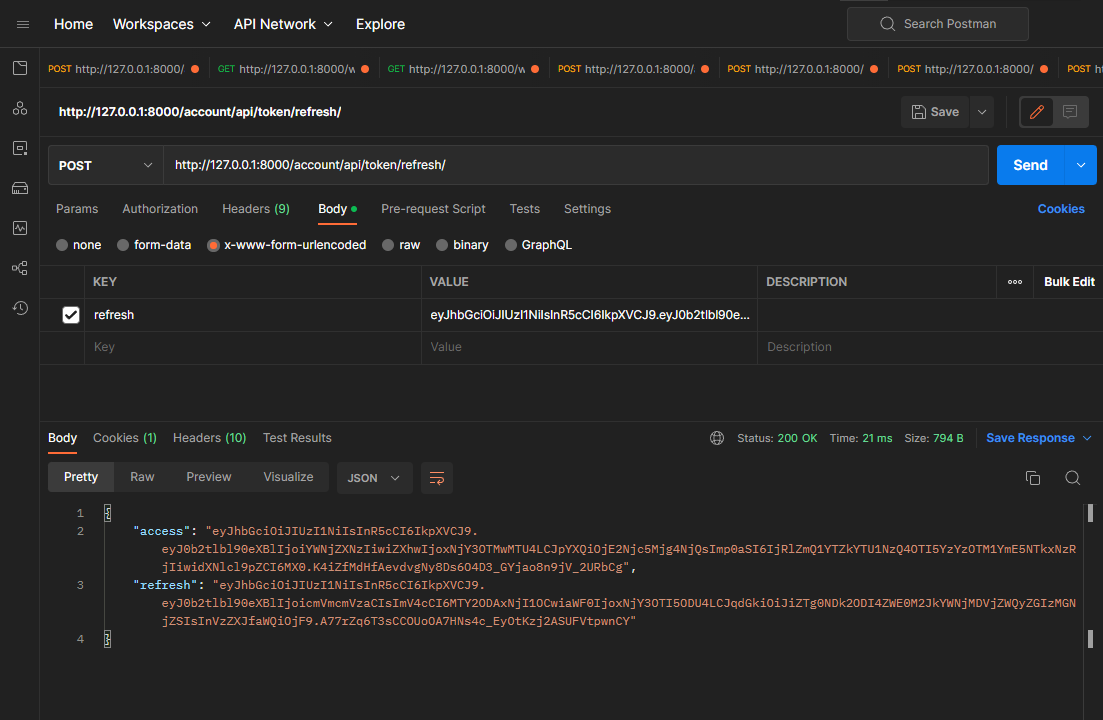 Home Workspaces API Network Explore Search Postman
POST http://127.0.0.1:8000/ GET http://127.0.0.1:8000/w GET http://127.0.0.1:8000/w POST http://127.0.0.1:8000/ POST http://127.0.0.1:8000/ POST http://127.0.0.1:8000/ POST ht
http://127.0.0.1:8000/account/api/token/refresh/ Save
POST http://127.0.0.1:8000/account/api/token/refresh/ Send
Params Authorization Headers (9) Body Pre-request Script Tests Settings Cookies
none form-data x-www-form-urlencoded raw binary GraphQL
KEY VALUE DESCRIPTION Bulk Edit
refresh eyJhbGciOiJIUzI1NiIsInR5cCI6IkpXVCJ9.eyJ0b2tlbl90e...
Key Value Description
Body Cookies (1) Headers (10) Test Results Status: 200 OK Time: 21 ms Size: 794 B Save Response
Pretty Raw Preview Visualize JSON
1 {
2 "access": "eyJhbGciOiJIUzI1NiIsInR5cCI6IkpXVCJ9.
eyJ0b2tlbl90eXBlIjoiYWNjZXNzIiwiZXhwIjoxNjY3OTMwMTU4LCJpYXQiOjE2Njc5Mjg4NjQsImp0aSI6IjRlZmQ1YTZkYTU1NzQ4OTI5YzYzOTM1YmE5NTkxNzR
jIiwidXNlcl9pZCI6MX0.K4iZfMdHfAevdvgNy8Ds6O4D3_GYjao8n9jV_2URbCg",
3 "refresh": "eyJhbGciOiJIUzI1NiIsInR5cCI6IkpXVCJ9.
eyJ0b2tlbl90eXBlIjoicmVmcmVzaCIsImV4cCI6MTY2ODAxNjI1OCwiaWF0IjoxNjY3OTI5ODU4LCJqdGkiOiJiZTg0NDk2ODI4ZWE0M2JkYWNjMDVjZWQyZGIzMGN
jZSIsInVzZXJfaWQiOjF9.A77rZq6T3sCCOUoOA7HNs4c_EyOtKzj2ASUFVtpwnCY"
4 }